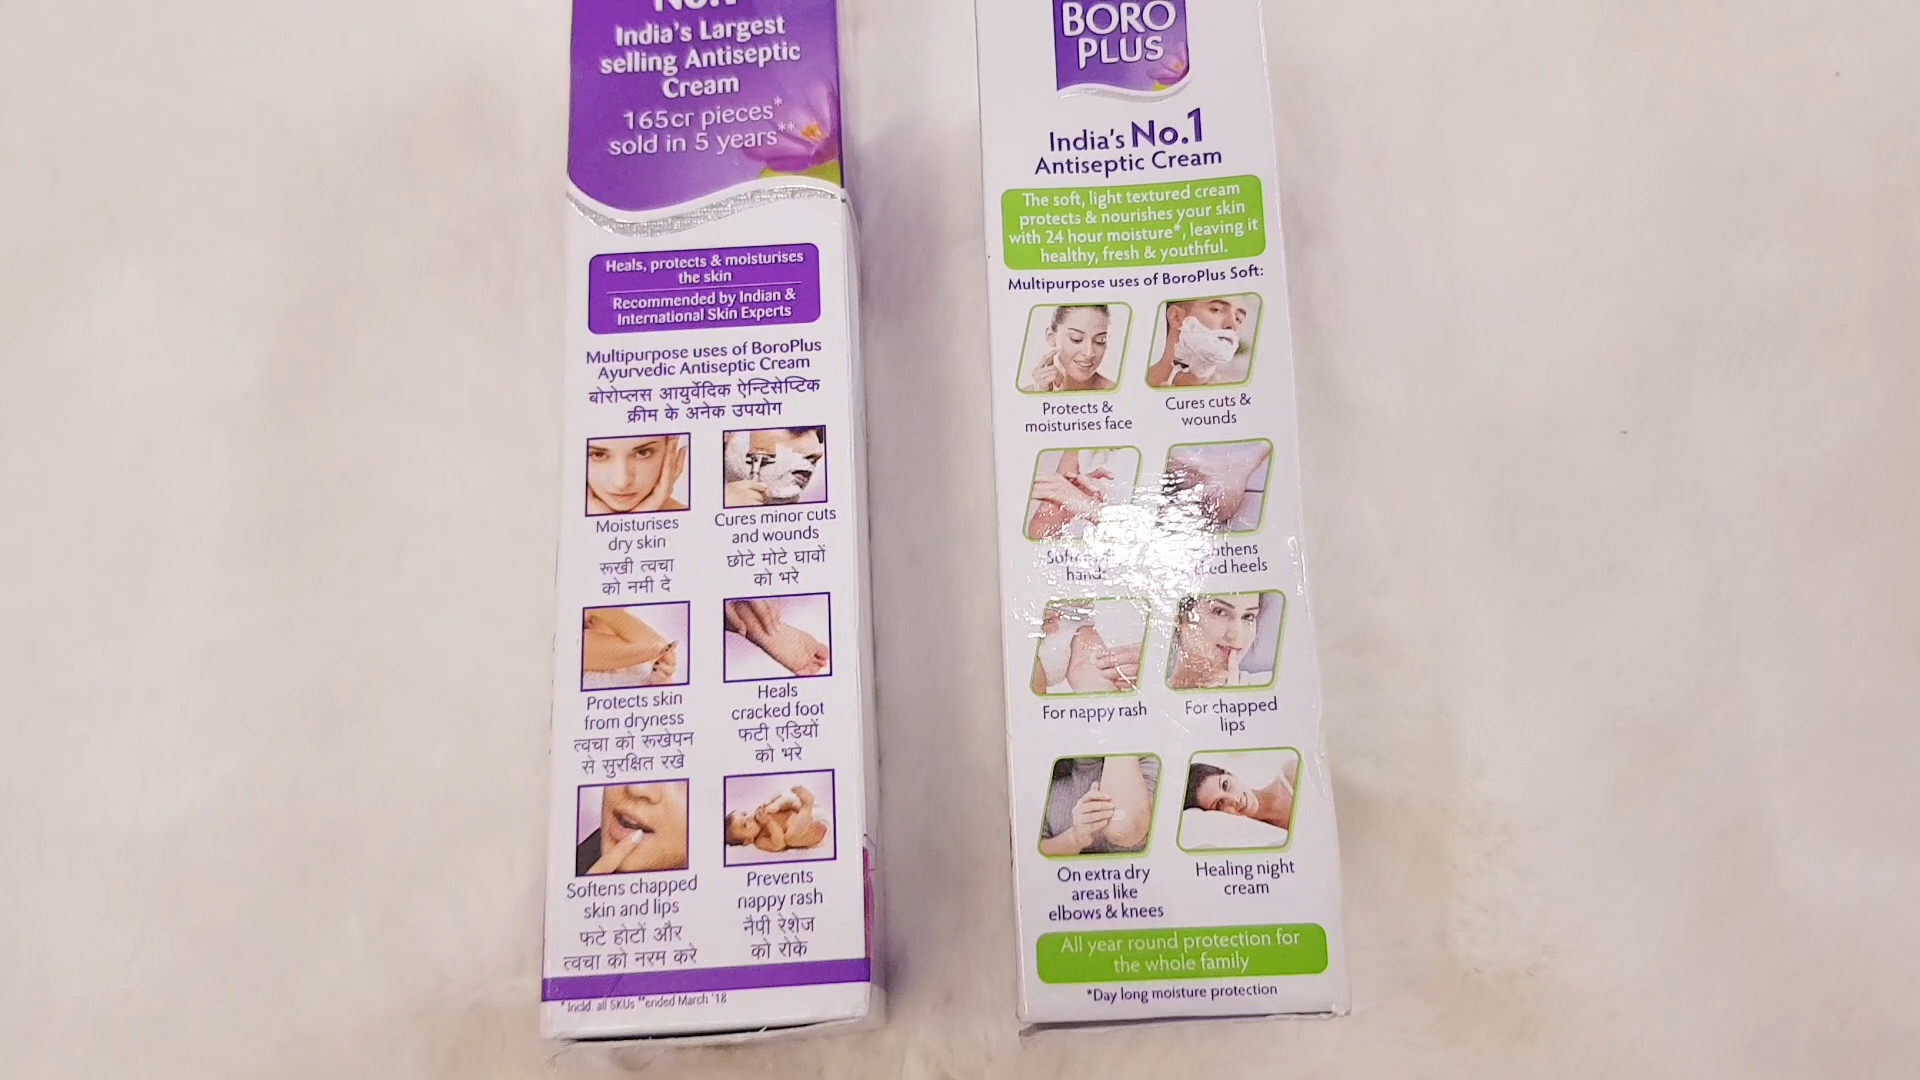 No.1
India's Largest
selling Antiseptic
Cream
165cr pieces*
sold in 5 years**
Heals, protects & moisturises
the skin
Recommended by Indian &
International Skin Experts
Multipurpose uses of BoroPlus
Ayurvedic Antiseptic Cream
बोरोप्लस आयुर्वेदिक ऐन्टिसेप्टिक
क्रीम के अनेक उपयोग
Moisturises
dry skin
रूखी त्वचा
को नमी दे
Cures minor cuts
and wounds
छोटे मोटे घावों
को भरे
Protects skin
from dryness
त्वचा को रूखेपन
से सुरक्षित रखे
Heals
cracked foot
फटी एडियों
को भरे
Softens chapped
skin and lips
फटे होटों और
त्वचा को नरम करे
Prevents
nappy rash
नैपी रेशेज
को रोके
*Incld. all SKUs **ended March '18
BORO
PLUS
India's No.1
Antiseptic Cream
The soft, light textured cream
protects & nourishes your skin
with 24 hour moisture*, leaving it
healthy, fresh & youthful.
Multipurpose uses of BoroPlus Soft:
Protects &
moisturises face
Cures cuts &
wounds
hands
heels
For nappy rash
For chapped
lips
On extra dry
areas like
elbows & knees
Healing night
cream
All year round protection for
the whole family
*Day long moisture protection